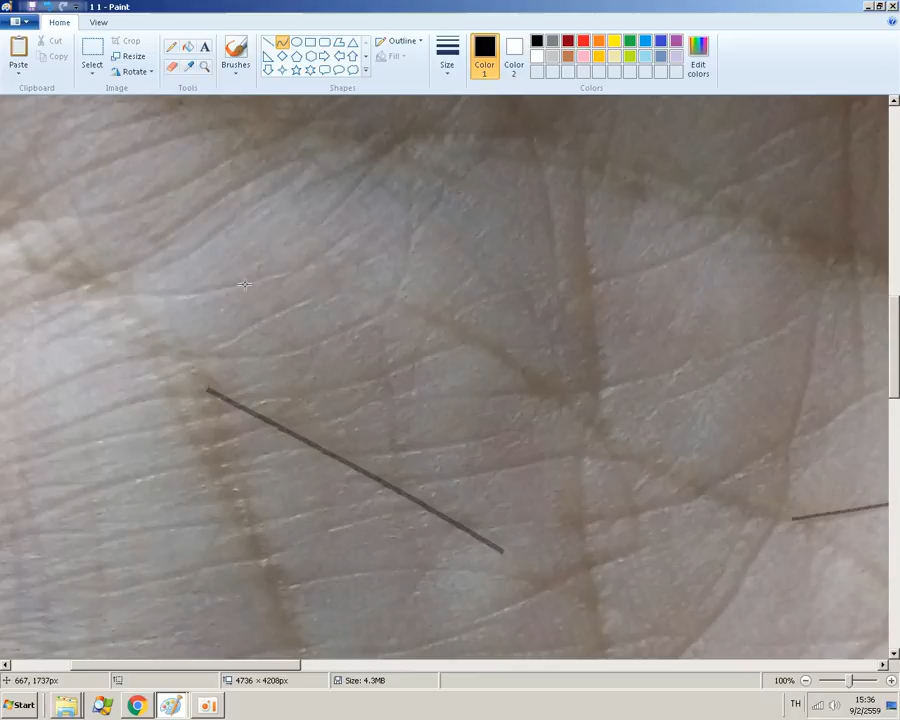 1 1 - Paint
Home
View
Paste
Cut
Copy
Clipboard
Select
Crop
Resize
Rotate
Image
A
Tools
Brushes
Outline
Fill
Shapes
Size
Color
1
Color
2
Edit
colors
Colors
667, 1737px
4736 × 4208px
Size: 4.3MB
100%
Start
TH
15:36
9/2/2559